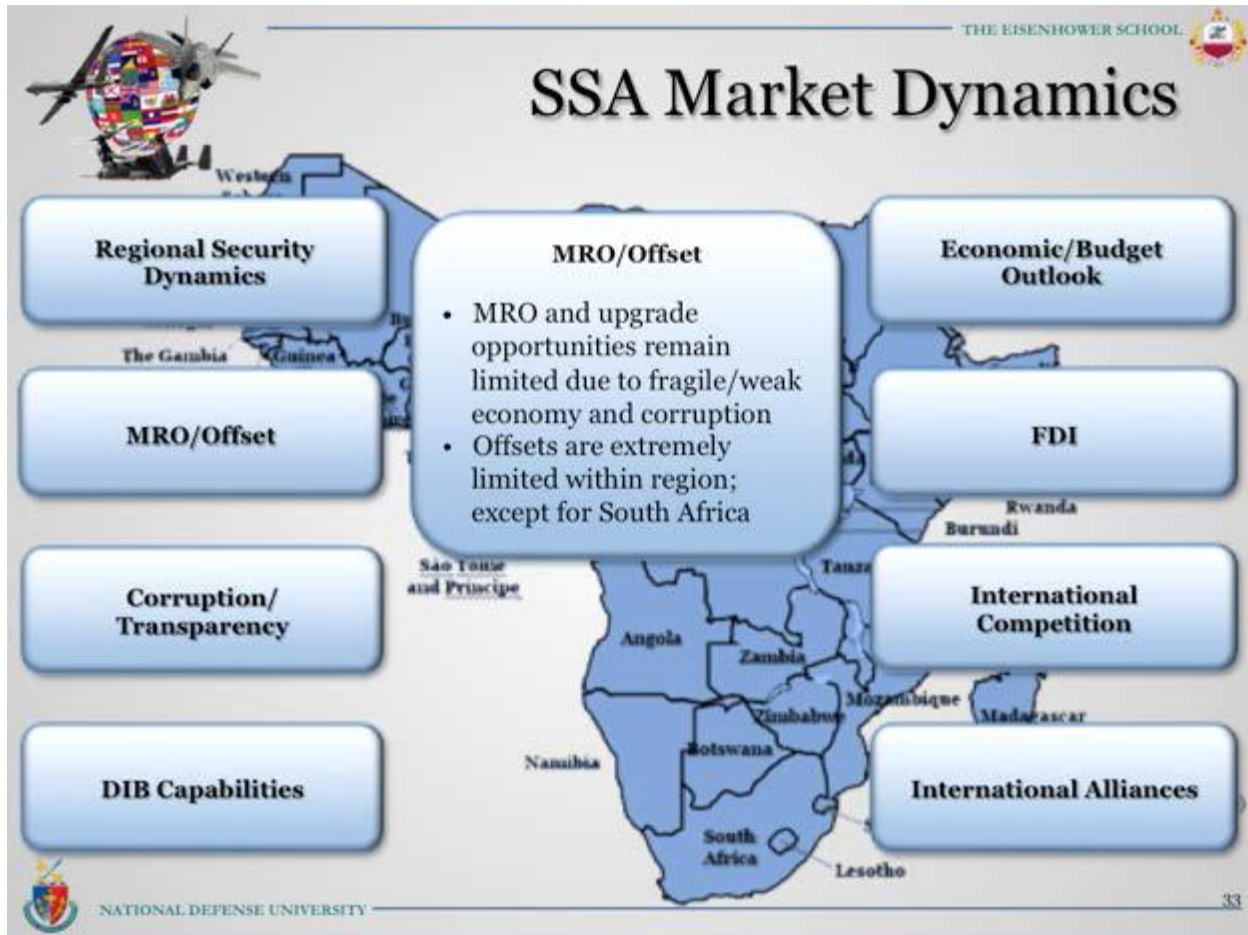 THE EISENHOWER SCHOOL
SSA Market Dynamics
Western
Regional Security
Dynamics
MRO/Offset
Corruption/
Transparency
DIB Capabilities
MRO/Offset
• MRO and upgrade
opportunities remain
limited due to fragile/weak
economy and corruption
• Offsets are extremely
limited within region;
except for South Africa
Economic/Budget
Outlook
FDI
International
Competition
International Alliances
The Gambia
Guinea
Rwanda
Burundi
São Tome
and Principe
Angola
Zambia
Mozambique
Zimbabwe
Madagascar
Botswana
Namibia
South
Africa
Lesotho
NATIONAL DEFENSE UNIVERSITY
33